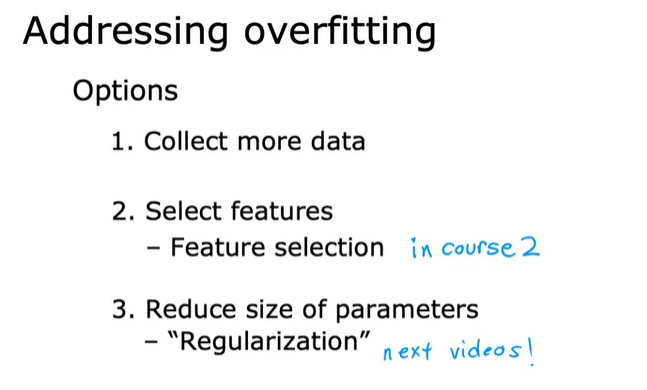 Addressing overfitting
Options
1. Collect more data
2. Select features
– Feature selection in course 2
3. Reduce size of parameters
– “Regularization” next videos!